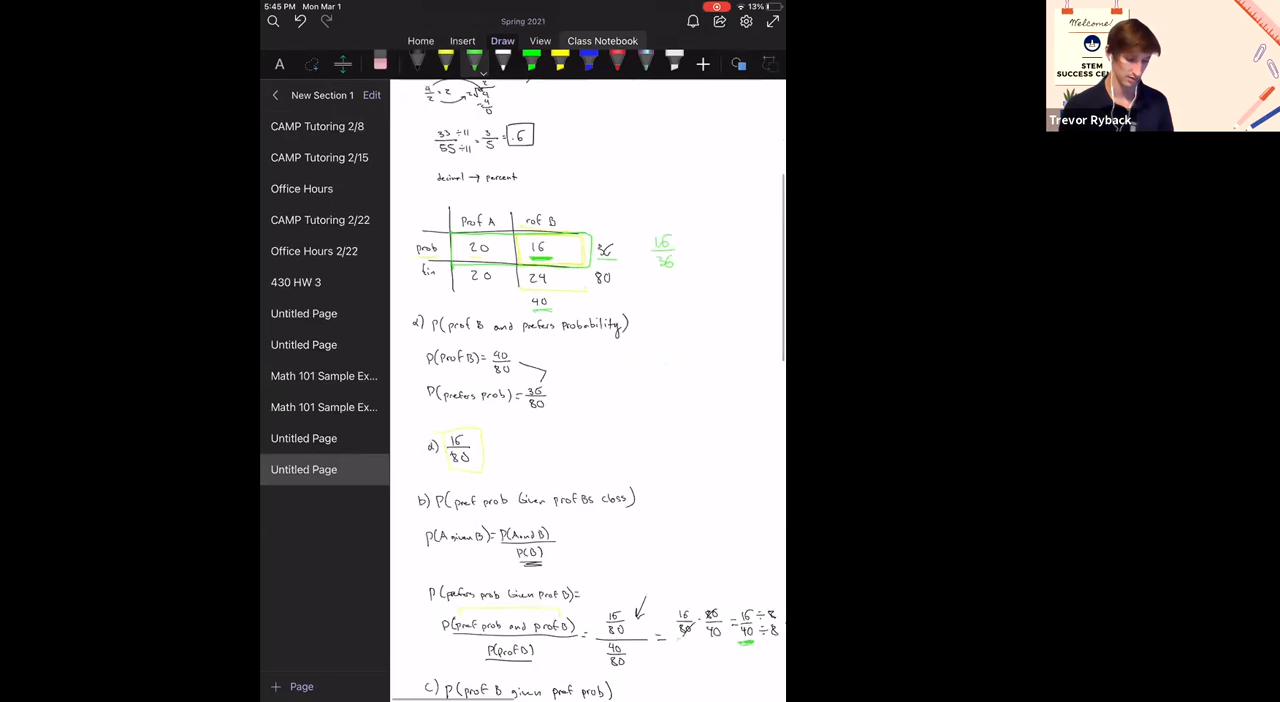 5:45 PM Mon Mar 1
13%
Spring 2021
Home Insert Draw View Class Notebook
A
New Section 1 Edit
CAMP Tutoring 2/8
CAMP Tutoring 2/15
Office Hours
CAMP Tutoring 2/22
Office Hours 2/22
430 HW 3
Untitled Page
Untitled Page
Math 101 Sample Ex...
Math 101 Sample Ex...
Untitled Page
Untitled Page
+ Page
4/2 = 2
33 ÷11 / 55 ÷11 = 3/5 = .6
decimal → percent
Prof A rof B
prob 20 16 36
fin 20 24 80
40
16/36
a) P(prof B and prefers probability)
P(Prof B) = 40/80
P(prefers prob) = 36/80
a) 16/80
b) P(pref prob Given prof Bs class)
P(A given B) = P(A and B) / P(B)
P(prefers prob Given prof B) =
P(pref prob and prof B) / P(prof B) = 16/80 / 40/80 = 16/80 · 80/40 = 16 ÷8 / 40 ÷8
c) P(prof B given pref prob)
Welcome!
STEM
SUCCESS CE
Trevor Ryback